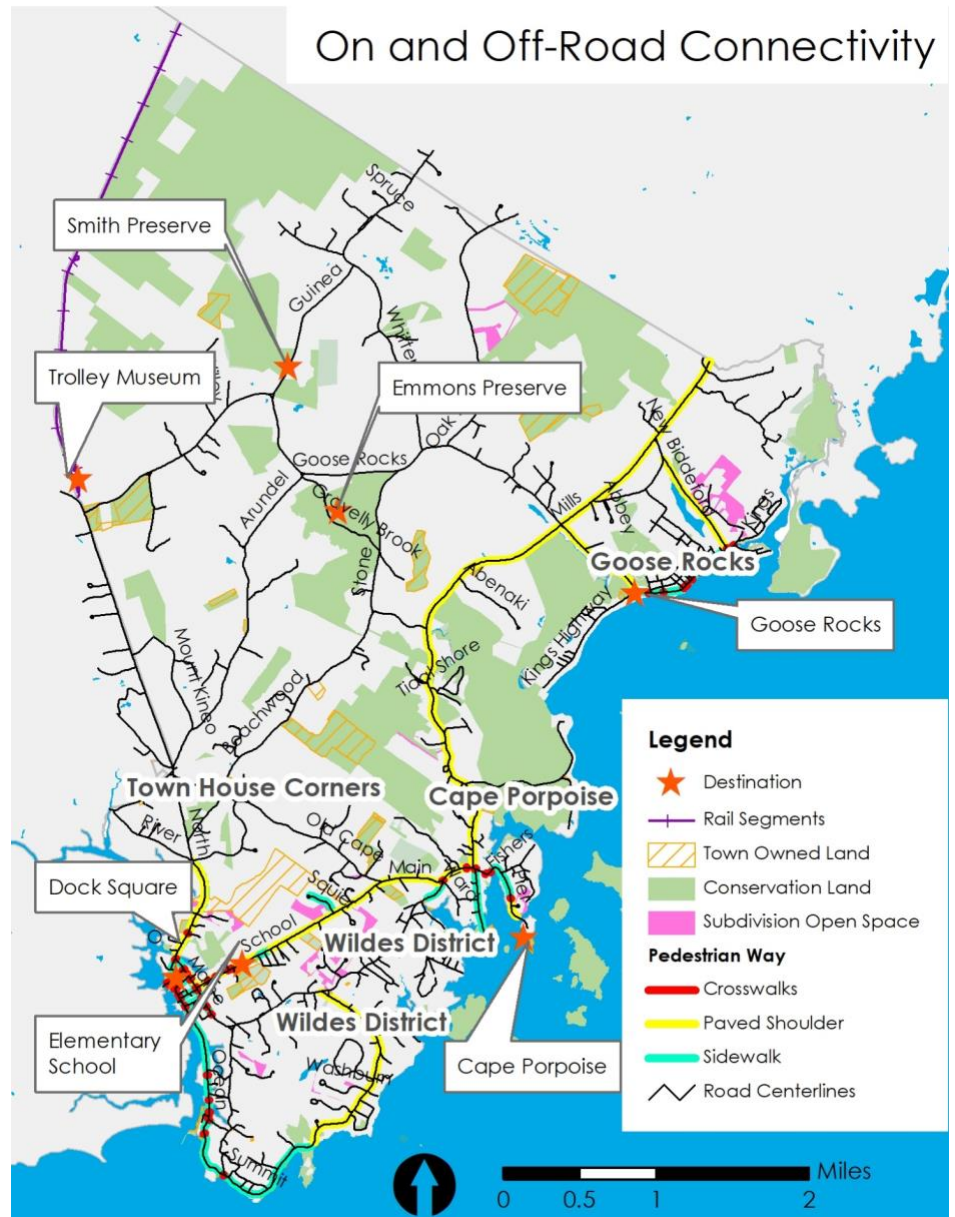 On and Off-Road Connectivity
Spruce
Smith Preserve
Guinea
Trolley Museum
Emmons Preserve
Oak
New Biddeford
Goose Rocks
Arundel
Gravelly Brook
Mills
Abbey
Kings
Stone
Abenaki
Goose Rocks
Goose Rocks
Kings Highway
Tidal Shore
Mount Kineo
Beachwood
Legend
Destination
Rail Segments
Town Owned Land
Conservation Land
Subdivision Open Space
Pedestrian Way
Crosswalks
Paved Shoulder
Sidewalk
Road Centerlines
Town House Corners
Cape Porpoise
River
North
Old Cape
Main
Fishers
Dock Square
School
Wildes District
Wildes District
Elementary
School
Cape Porpoise
Ocean
Washburn
Summit
Miles
0 0.5 1 2